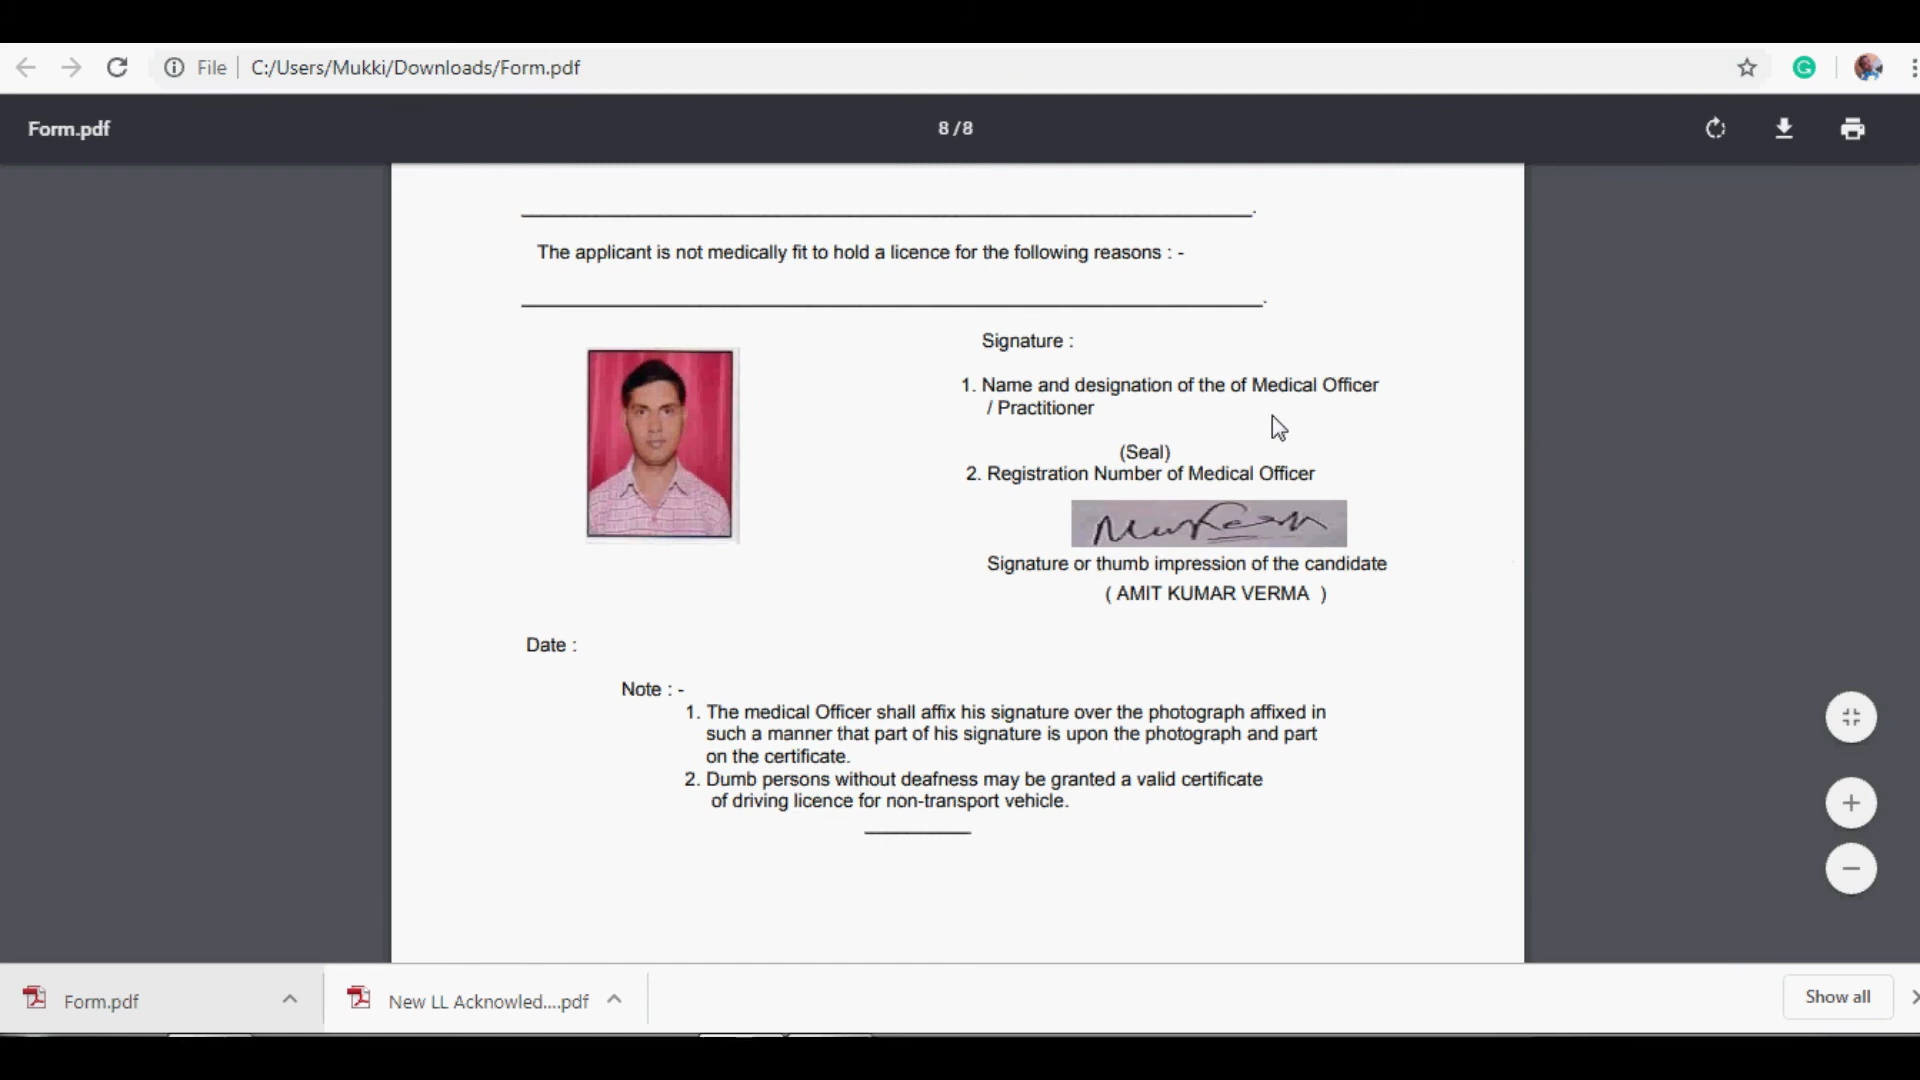 File
C:/Users/Mukki/Downloads/Form.pdf
Form.pdf
8 / 8
The applicant is not medically fit to hold a licence for the following reasons : -
Signature :
1. Name and designation of the of Medical Officer
/ Practitioner
(Seal)
2. Registration Number of Medical Officer
Mukesh
Signature or thumb impression of the candidate
( AMIT KUMAR VERMA )
Date :
Note : -
1. The medical Officer shall affix his signature over the photograph affixed in
such a manner that part of his signature is upon the photograph and part
on the certificate.
2. Dumb persons without deafness may be granted a valid certificate
of driving licence for non-transport vehicle.
Form.pdf
New LL Acknowled....pdf
Show all